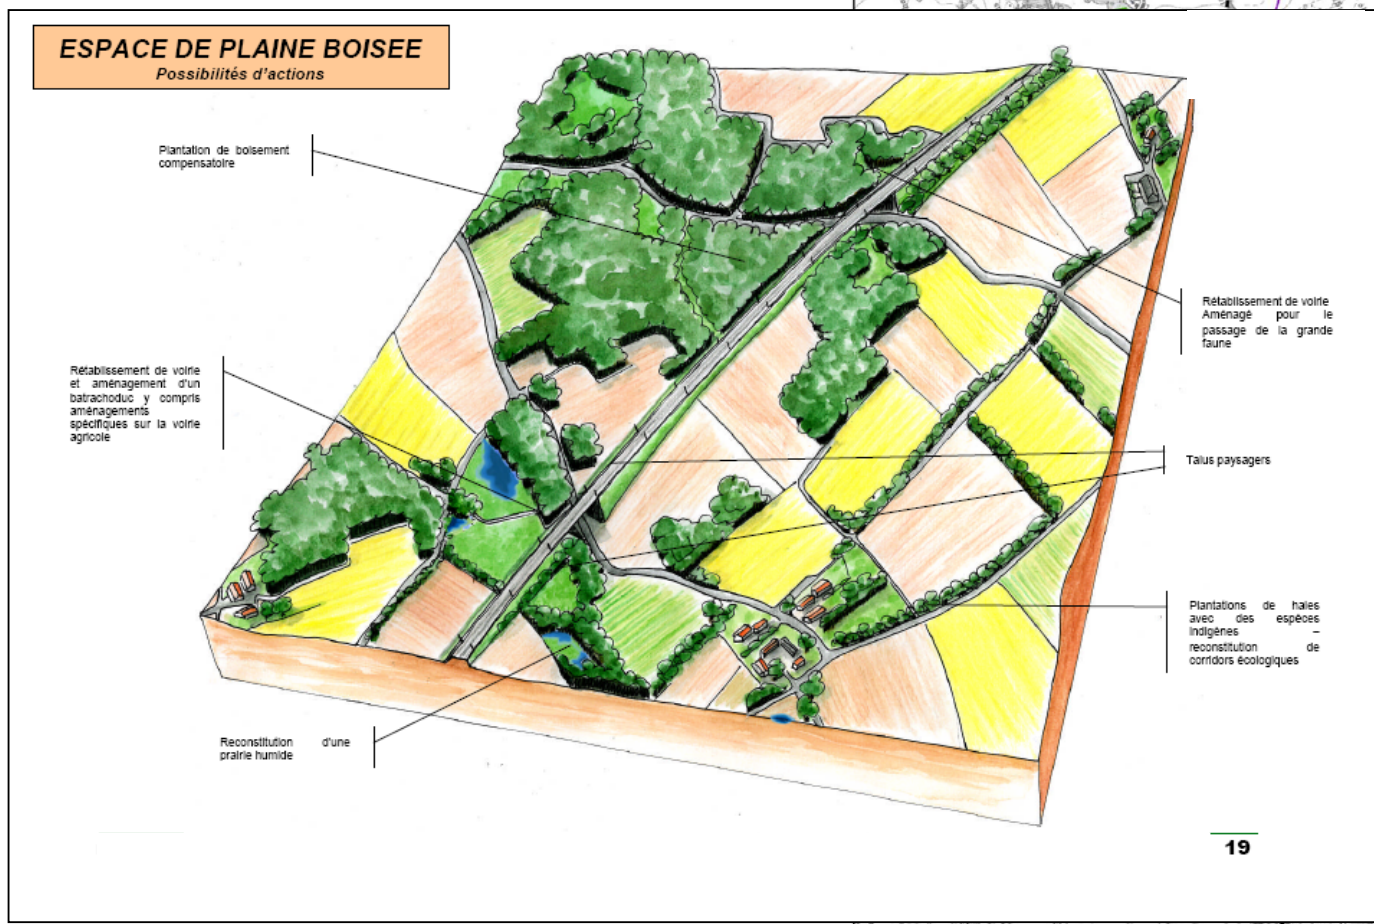 ESPACE DE PLAINE BOISEE
Possibilités d'actions
Plantation de boisement
compensatoire
Rétablissement de voirie
et aménagement d'un
batrachoduc y compris
aménagements
spécifiques sur la voirie
agricole
Reconstitution d'une
prairie humide
Rétablissement de voirie
Aménagé pour le
passage de la grande
faune
Talus paysagers
Plantations de haies
avec des espèces
indigènes –
reconstitution de
corridors écologiques
19